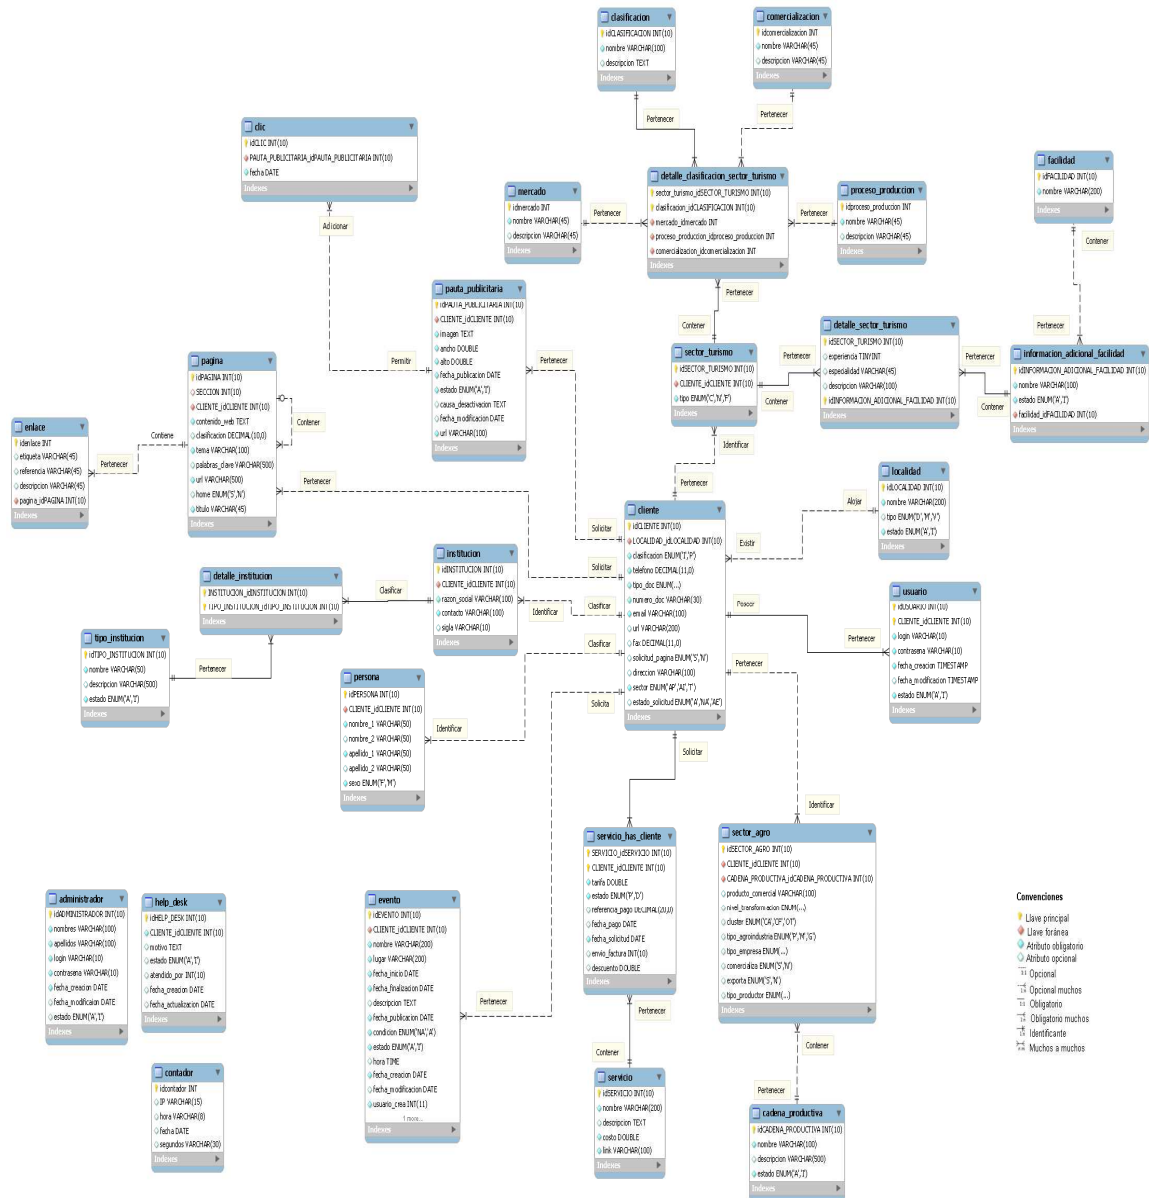 clasificacion
idCLASIFICACION INT(10)
nombre VARCHAR(100)
descripcion TEXT
Indexes
comercializacion
idcomercializacion INT
nombre VARCHAR(45)
descripcion VARCHAR(45)
Indexes
Pertenecer
Pertenecer
clic
idCLIC INT(10)
PAUTA_PUBLICITARIA_idPAUTA_PUBLICITARIA INT(10)
fecha DATE
Indexes
Adicionar
mercado
idmercado INT
nombre VARCHAR(45)
descripcion VARCHAR(45)
Indexes
Pertenecer
detalle_clasificacion_sector_turismo
sector_turismo_idSECTOR_TURISMO INT(10)
clasificacion_idCLASIFICACION INT(10)
mercado_idmercado INT
proceso_produccion_idproceso_produccion INT
comercializacion_idcomercializacion INT
Indexes
Pertenecer
proceso_produccion
idproceso_produccion INT
nombre VARCHAR(45)
descripcion VARCHAR(45)
Indexes
facilidad
idFACILIDAD INT(10)
nombre VARCHAR(200)
Indexes
Contener
Pertenecer
Pertenecer
Contener
pauta_publicitaria
idPAUTA_PUBLICITARIA INT(10)
CLIENTE_idCLIENTE INT(10)
imagen TEXT
ancho DOUBLE
alto DOUBLE
fecha_publicacion DATE
estado ENUM('A','I')
causa_desactivacion TEXT
fecha_modificacion DATE
url VARCHAR(100)
Indexes
Permitir
Pertenecer
sector_turismo
idSECTOR_TURISMO INT(10)
CLIENTE_idCLIENTE INT(10)
tipo ENUM('C','N','P')
Indexes
Pertenecer
Contener
detalle_sector_turismo
idSECTOR_TURISMO INT(10)
experiencia TINYINT
especialidad VARCHAR(45)
descripcion VARCHAR(100)
idINFORMACION_ADICIONAL_FACILIDAD INT(10)
Indexes
Pertenecer
Contener
informacion_adicional_facilidad
idINFORMACION_ADICIONAL_FACILIDAD INT(10)
nombre VARCHAR(100)
estado ENUM('A','I')
facilidad_idFACILIDAD INT(10)
Indexes
pagina
idPAGINA INT(10)
SECCION INT(10)
CLIENTE_idCLIENTE INT(10)
contenido_web TEXT
clasificacion DECIMAL(10,0)
tema VARCHAR(100)
palabras_clave VARCHAR(500)
url VARCHAR(500)
home ENUM('S','N')
titulo VARCHAR(45)
Indexes
Contener
Contiene
Pertenecer
enlace
idenlace INT
etiqueta VARCHAR(45)
referencia VARCHAR(45)
descripcion VARCHAR(45)
pagina_idPAGINA INT(10)
Indexes
Pertenecer
Identificar
Pertenecer
localidad
idLOCALIDAD INT(10)
nombre VARCHAR(200)
tipo ENUM('D','M','V')
estado ENUM('A','I')
Indexes
Alojar
Existir
Solicitar
Solicitar
cliente
idCLIENTE INT(10)
LOCALIDAD_idLOCALIDAD INT(10)
clasificacion ENUM('I','P')
telefono DECIMAL(11,0)
tipo_doc ENUM(...)
numero_doc VARCHAR(30)
email VARCHAR(100)
url VARCHAR(200)
fax DECIMAL(11,0)
solicitud_pagina ENUM('S','N')
direccion VARCHAR(100)
sector ENUM('AP','AI','T')
estado_solicitud ENUM('A','NA','AE')
Indexes
institucion
idINSTITUCION INT(10)
CLIENTE_idCLIENTE INT(10)
razon_social VARCHAR(100)
contacto VARCHAR(100)
sigla VARCHAR(10)
Indexes
Identificar
Clasificar
Clasificar
detalle_institucion
INSTITUCION_idINSTITUCION INT(10)
TIPO_INSTITUCION_idTIPO_INSTITUCION INT(10)
Indexes
Clasificar
Poseer
Pertenecer
usuario
idUSUARIO INT(10)
CLIENTE_idCLIENTE INT(10)
login VARCHAR(10)
contrasena VARCHAR(10)
fecha_creacion TIMESTAMP
fecha_modificacion TIMESTAMP
estado ENUM('A','I')
Indexes
tipo_institucion
idTIPO_INSTITUCION INT(10)
nombre VARCHAR(50)
descripcion VARCHAR(500)
estado ENUM('A','I')
Indexes
Pertenecer
persona
idPERSONA INT(10)
CLIENTE_idCLIENTE INT(10)
nombre_1 VARCHAR(50)
nombre_2 VARCHAR(50)
apellido_1 VARCHAR(50)
apellido_2 VARCHAR(50)
sexo ENUM('F','M')
Indexes
Identificar
Solicita
Pertenecer
Solicitar
Identificar
servicio_has_cliente
SERVICIO_idSERVICIO INT(10)
CLIENTE_idCLIENTE INT(10)
tarifa DOUBLE
estado ENUM('P','D')
referencia_pago DECIMAL(20,0)
fecha_pago DATE
fecha_solicitud DATE
envio_factura INT(10)
descuento DOUBLE
Indexes
sector_agro
idSECTOR_AGRO INT(10)
CLIENTE_idCLIENTE INT(10)
CADENA_PRODUCTIVA_idCADENA_PRODUCTIVA INT(10)
producto_comercial VARCHAR(100)
nivel_transformacion ENUM(...)
cluster ENUM('CA','CF','OT')
tipo_agroindustria ENUM('P','M','G')
tipo_empresa ENUM(...)
comercializa ENUM('S','N')
exporta ENUM('S','N')
tipo_productor ENUM(...)
Indexes
administrador
idADMINISTRADOR INT(10)
nombres VARCHAR(100)
apellidos VARCHAR(100)
login VARCHAR(10)
contrasena VARCHAR(10)
fecha_creacion DATE
fecha_modificaion DATE
estado ENUM('A','I')
Indexes
help_desk
idHELP_DESK INT(10)
CLIENTE_idCLIENTE INT(10)
motivo TEXT
estado ENUM('A','I')
atendido_por INT(10)
fecha_creacion DATE
fecha_actualizacion DATE
Indexes
evento
idEVENTO INT(10)
CLIENTE_idCLIENTE INT(10)
nombre VARCHAR(200)
lugar VARCHAR(200)
fecha_inicio DATE
fecha_finalizacion DATE
descripcion TEXT
fecha_publicacion DATE
condicion ENUM('NA','A')
estado ENUM('A','I')
hora TIME
fecha_creacion DATE
fecha_modificacion DATE
usuario_crea INT(11)
1 more...
Indexes
Pertenecer
Pertenecer
Contener
Contener
Pertenecer
contador
idcontador INT
IP VARCHAR(15)
hora VARCHAR(8)
fecha DATE
segundos VARCHAR(30)
Indexes
servicio
idSERVICIO INT(10)
nombre VARCHAR(200)
descripcion TEXT
costo DOUBLE
link VARCHAR(100)
Indexes
cadena_productiva
idCADENA_PRODUCTIVA INT(10)
nombre VARCHAR(100)
descripcion VARCHAR(500)
estado ENUM('A','I')
Indexes
Convenciones
Llave principal
Llave foránea
Atributo obligatorio
Atributo opcional
Opcional
Opcional muchos
Obligatorio
Obligatorio muchos
Identificante
Muchos a muchos